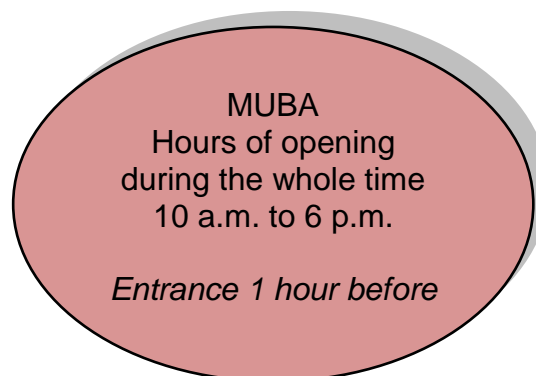 MUBA
Hours of opening
during the whole time
10 a.m. to 6 p.m.
Entrance 1 hour before